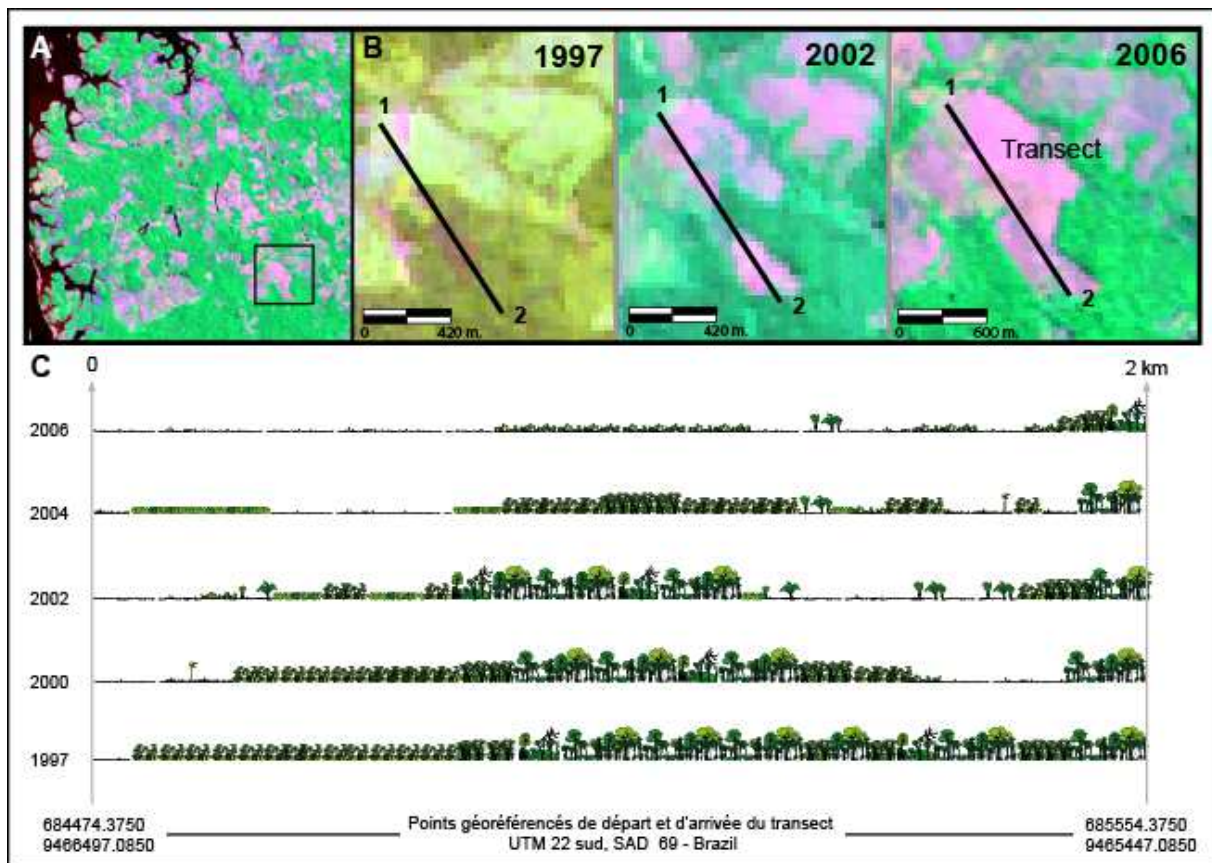 A
B
1997
2002
2006
1
2
0
420 m.
1
2
0
420 m.
1
Transect
2
0
600 m.
C
0
2 km
2006
2004
2002
2000
1997
684474.3750
9466497.0850
Points géoréférencés de départ et d'arrivée du transect
UTM 22 sud, SAD 69 - Brazil
685554.3750
9465447.0850